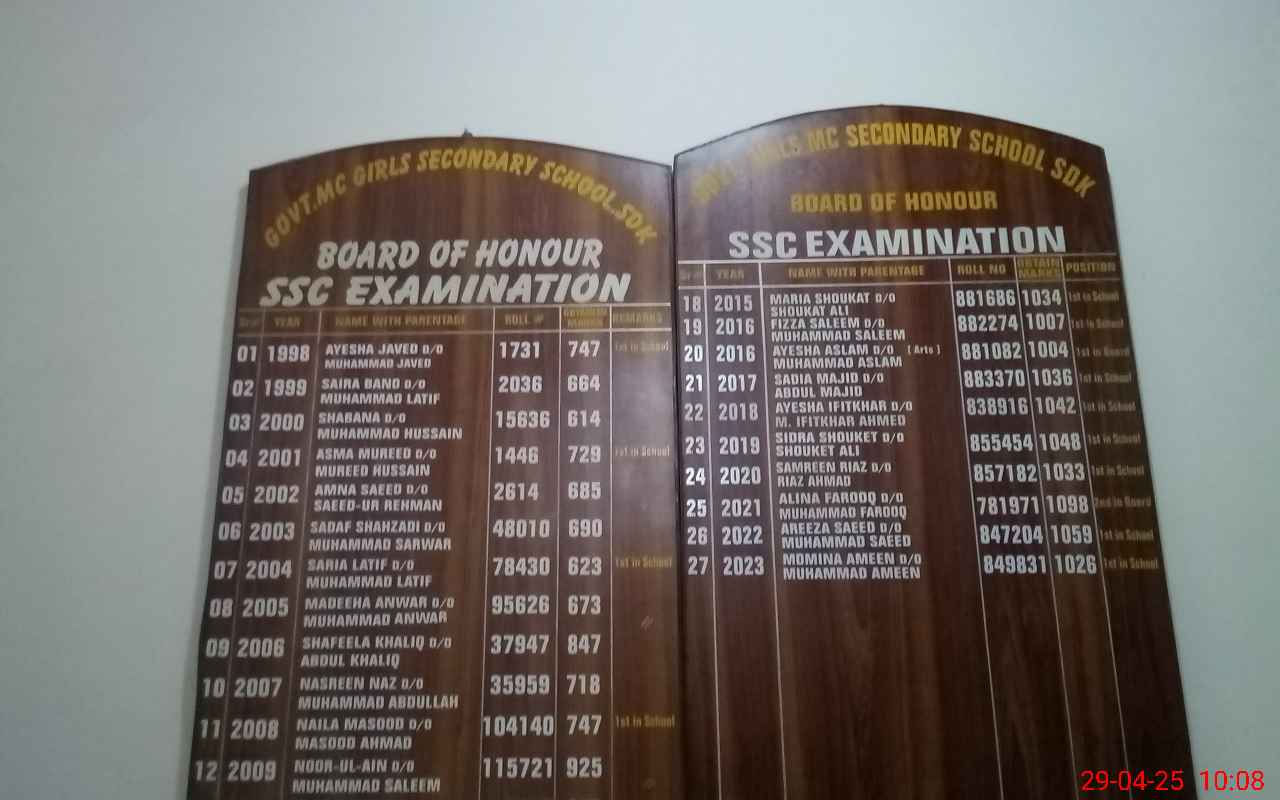 GOVT.MC GIRLS SECONDARY SCHOOL.SDK
BOARD OF HONOUR
SSC EXAMINATION
Sr# YEAR NAME WITH PARENTAGE ROLL # OBTAINED MARKS REMARKS
01 1998 AYESHA JAVED D/O 1731 747 1st in School
MUHAMMAD JAVED
02 1999 SAIRA BANO D/O 2036 664
MUHAMMAD LATIF
03 2000 SHABANA D/O 15636 614
MUHAMMAD HUSSAIN
04 2001 ASMA MUREED D/O 1446 729 1st in School
MUREED HUSSAIN
05 2002 AMNA SAEED D/O 2614 685
SAEED-UR REHMAN
06 2003 SADAF SHAHZADI D/O 48010 690
MUHAMMAD SARWAR
07 2004 SARIA LATIF D/O 78430 623 1st in School
MUHAMMAD LATIF
08 2005 MADEEHA ANWAR D/O 95626 673
MUHAMMAD ANWAR
09 2006 SHAFEELA KHALIQ D/O 37947 847
ABDUL KHALIQ
10 2007 NASREEN NAZ D/O 35959 718
MUHAMMAD ABDULLAH
11 2008 NAILA MASOOD D/O 104140 747 1st in School
MASOOD AHMAD
12 2009 NOOR-UL-AIN D/O 115721 925
MUHAMMAD SALEEM
GOVT GIRLS MC SECONDARY SCHOOL SDK
BOARD OF HONOUR
SSC EXAMINATION
Sr# YEAR NAME WITH PARENTAGE ROLL NO OBTAIN MARKS POSITION
18 2015 MARIA SHOUKAT D/O 881686 1034 1st in School
SHOUKAT ALI
19 2016 FIZZA SALEEM D/O 882274 1007 1st in School
MUHAMMAD SALEEM
20 2016 AYESHA ASLAM D/O [Arts] 881082 1004 1st in Board
MUHAMMAD ASLAM
21 2017 SADIA MAJID D/O 883370 1036 1st in School
ABDUL MAJID
22 2018 AYESHA IFITKHAR D/O 838916 1042 1st in School
M. IFITKHAR AHMED
23 2019 SIDRA SHOUKET D/O 855454 1048 1st in School
SHOUKET ALI
24 2020 SAMREEN RIAZ D/O 857182 1033 1st in School
RIAZ AHMAD
25 2021 ALINA FAROOQ D/O 781971 1098 2nd in Board
MUHAMMAD FAROOQ
26 2022 AREEZA SAEED D/O 847204 1059 1st in School
MUHAMMAD SAEED
27 2023 MOMINA AMEEN D/O 849831 1026 1st in School
MUHAMMAD AMEEN
29-04-25 10:08